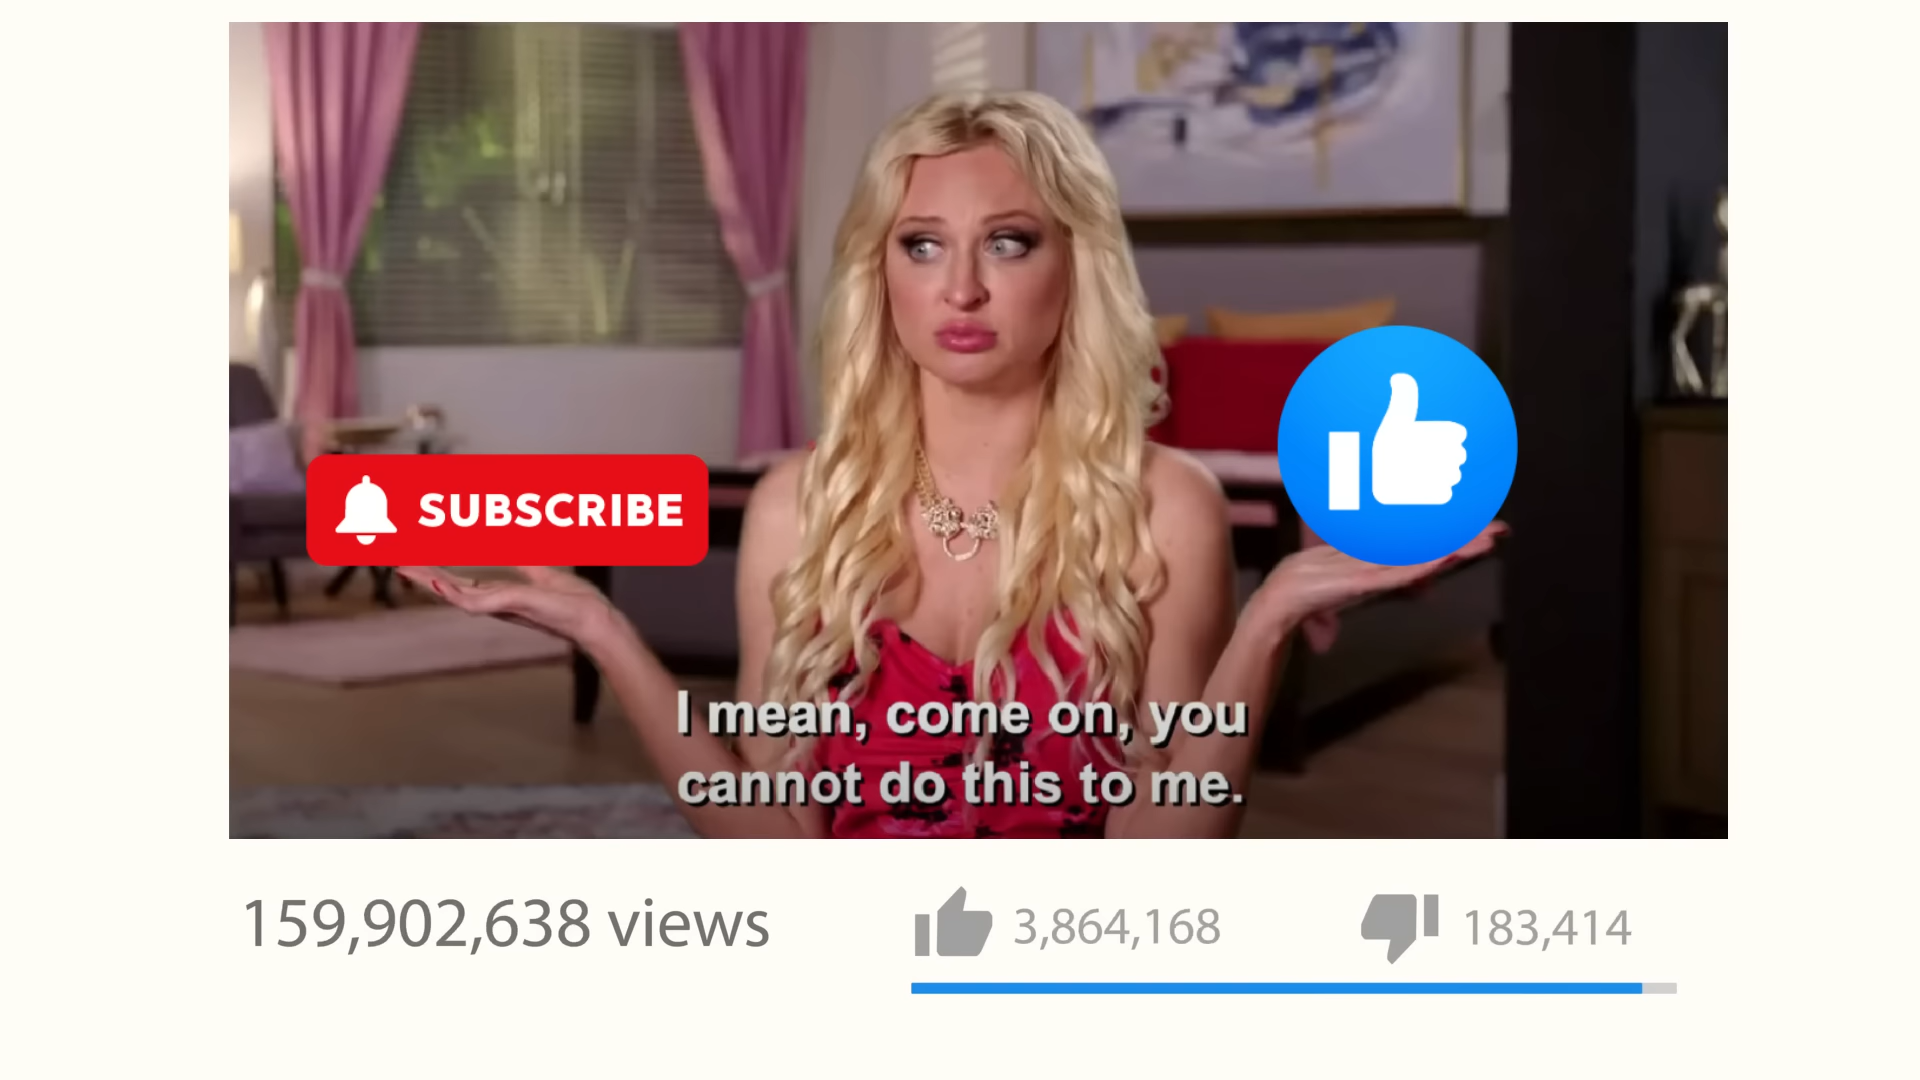 SUBSCRIBE
I mean, come on, you
cannot do this to me.
159,902,638 views
3,864,168
183,414